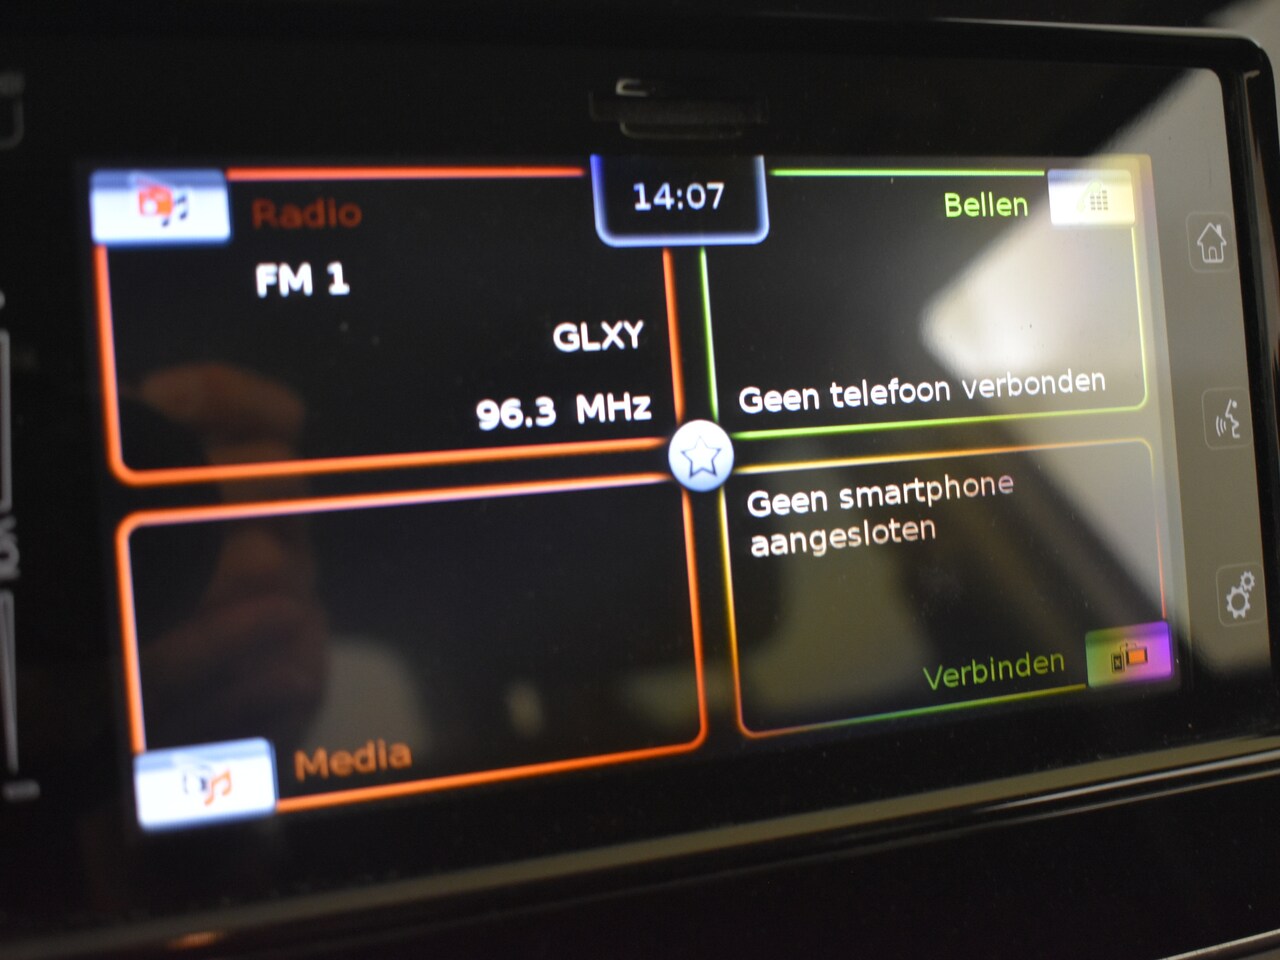 14:07
Radio
FM 1
GLXY
96.3 MHz
Bellen
Geen telefoon verbonden
Media
Geen smartphone
aangesloten
Verbinden